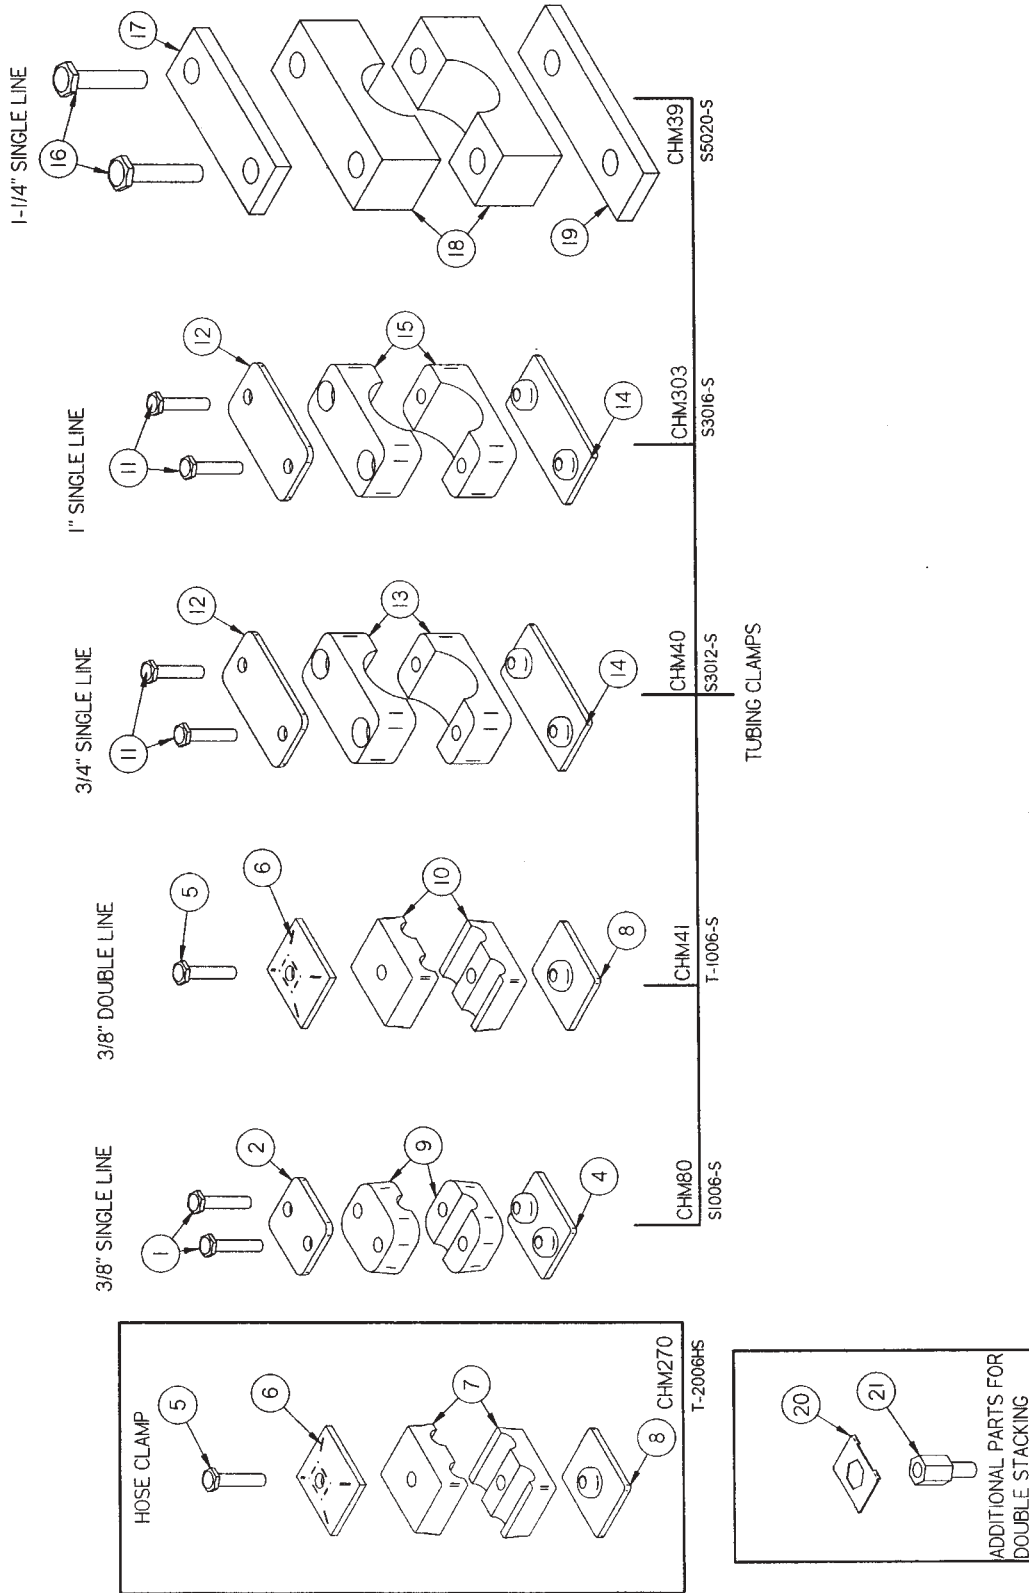 HOSE CLAMP
5
6
7
8
CHM270
T-2006HS
3/8" SINGLE LINE
1
2
9
4
CHM80
S1006-S
3/8" DOUBLE LINE
5
6
10
8
CHM41
T-1006-S
3/4" SINGLE LINE
11
12
13
14
CHM40
S3012-S
1" SINGLE LINE
11
12
15
14
CHM303
S3016-S
1-1/4" SINGLE LINE
16
17
18
19
CHM39
S5020-S
TUBING CLAMPS
20
21
ADDITIONAL PARTS FOR
DOUBLE STACKING